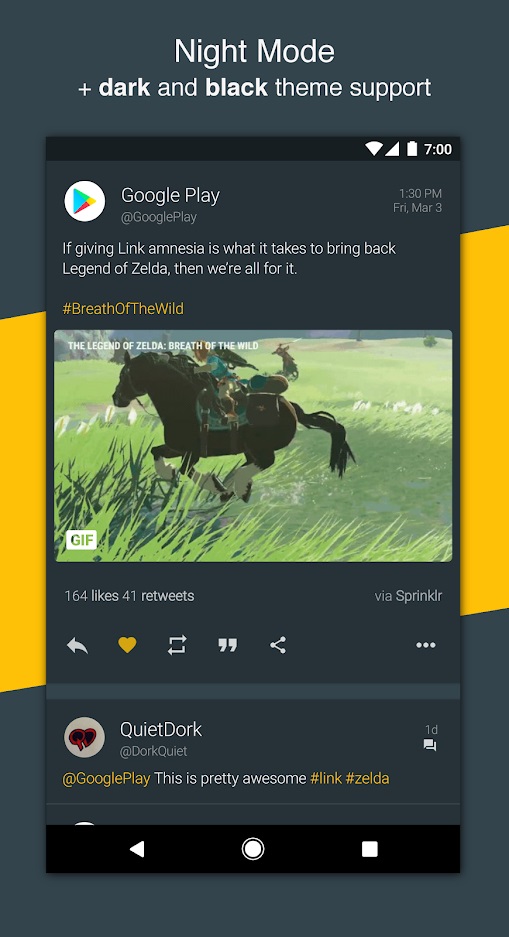 Night Mode
+ dark and black theme support
7:00
Google Play
1:30 PM
@GooglePlay
Fri, Mar 3
If giving Link amnesia is what it takes to bring back
Legend of Zelda, then we're all for it.
#BreathOfTheWild
THE LEGEND OF ZELDA: BREATH OF THE WILD
GIF
164 likes 41 retweets
via Sprinklr
QuietDork
1d
@DorkQuiet
@GooglePlay This is pretty awesome #link #zelda